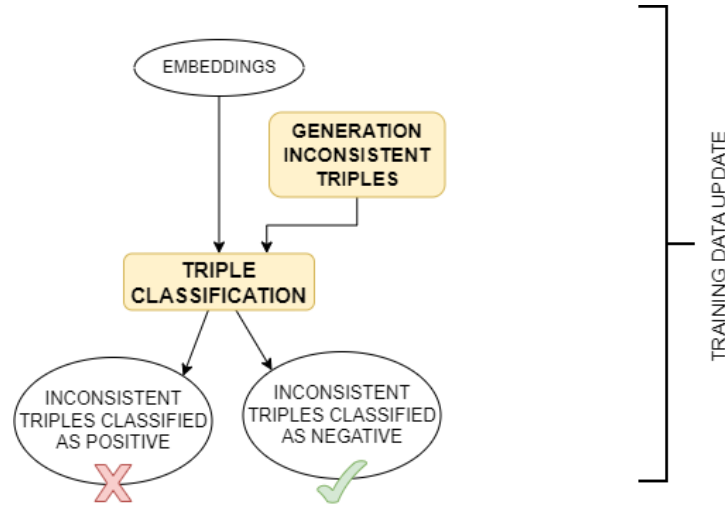 EMBEDDINGS
GENERATION
INCONSISTENT
TRIPLES
TRIPLE
CLASSIFICATION
INCONSISTENT
TRIPLES CLASSIFIED
AS POSITIVE
INCONSISTENT
TRIPLES CLASSIFIED
AS NEGATIVE
TRAINING DATA UPDATE